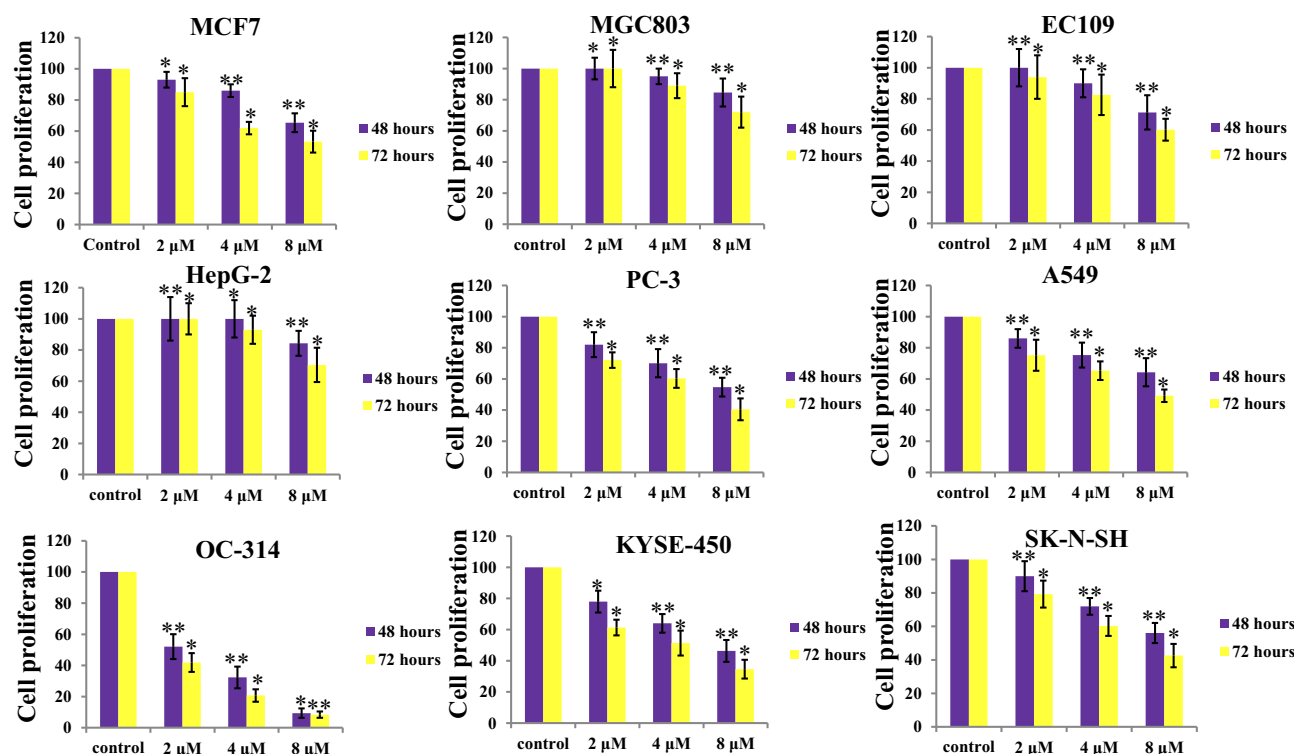 MCF7
Cell proliferation
120
100
80
60
40
20
0
* * ** * ** *
Control 2 µM 4 µM 8 µM
48 hours
72 hours
MGC803
Cell proliferation
120
100
80
60
40
20
0
* * ** * ** *
control 2 µM 4 µM 8 µM
48 hours
72 hours
EC109
Cell proliferation
120
100
80
60
40
20
0
** * ** * ** *
control 2 µM 4 µM 8 µM
48 hours
72 hours
HepG-2
Cell proliferation
120
100
80
60
40
20
0
** * * * ** *
control 2 µM 4 µM 8 µM
48 hours
72 hours
PC-3
Cell proliferation
120
100
80
60
40
20
0
** * ** * ** *
control 2 µM 4 µM 8 µM
48 hours
72 hours
A549
Cell proliferation
120
100
80
60
40
20
0
** * ** * ** *
control 2 µM 4 µM 8 µM
48 hours
72 hours
OC-314
Cell proliferation
120
100
80
60
40
20
0
** * ** * ***
control 2 µM 4 µM 8 µM
48 hours
72 hours
KYSE-450
Cell proliferation
120
100
80
60
40
20
0
* * ** * ** *
control 2 µM 4 µM 8 µM
48 hours
72 hours
SK-N-SH
Cell proliferation
120
100
80
60
40
20
0
** * ** * ** *
control 2 µM 4 µM 8 µM
48 hours
72 hours